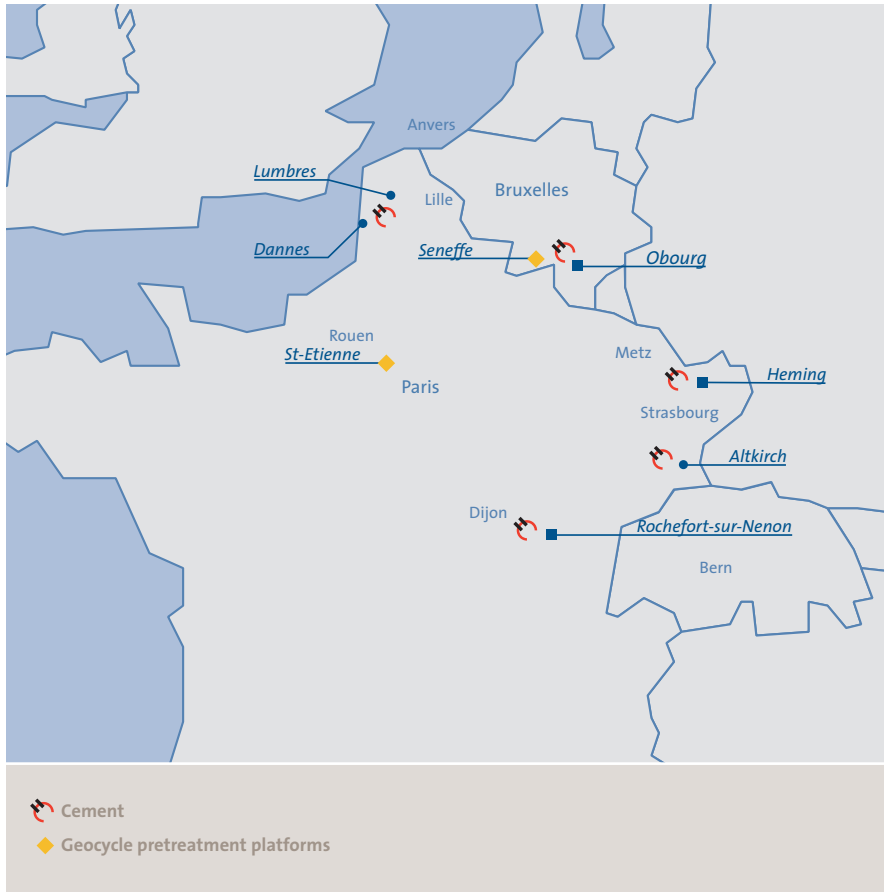 Anvers
Lumbres
Lille
Bruxelles
Dannes
Seneffe
Obourg
Rouen
St-Etienne
Metz
Paris
Heming
Strasbourg
Altkirch
Dijon
Rochefort-sur-Nenon
Bern
Cement
Geocycle pretreatment platforms